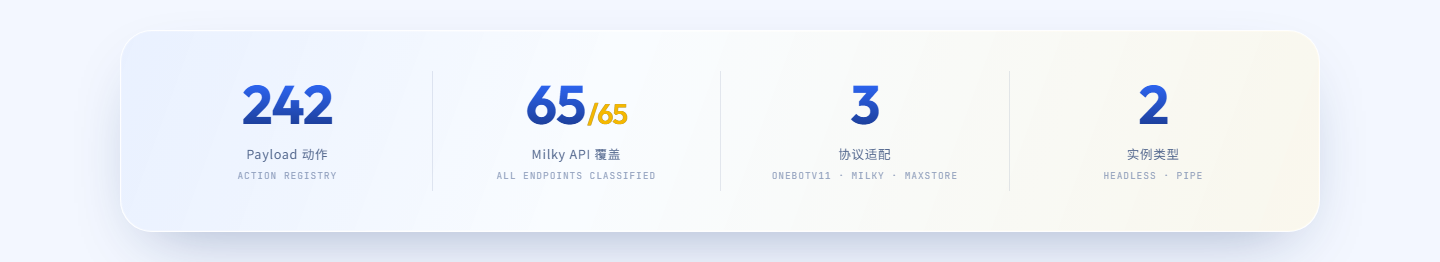 242
Payload 动作
ACTION REGISTRY
65/65
Milky API 覆盖
ALL ENDPOINTS CLASSIFIED
3
协议适配
ONEBOTV11 · MILKY · MAXSTORE
2
实例类型
HEADLESS · PIPE